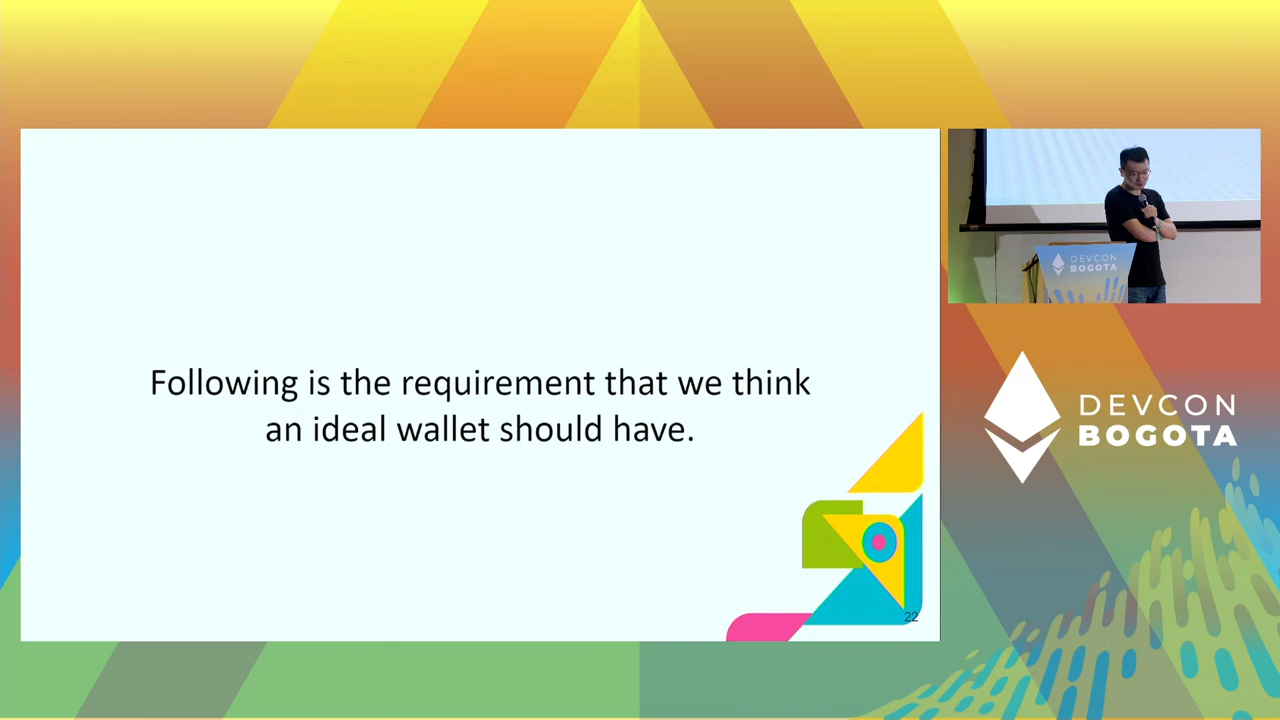 Following is the requirement that we think
an ideal wallet should have.
22
DEVCON
BOGOTA
DEVCON
BOGOTA